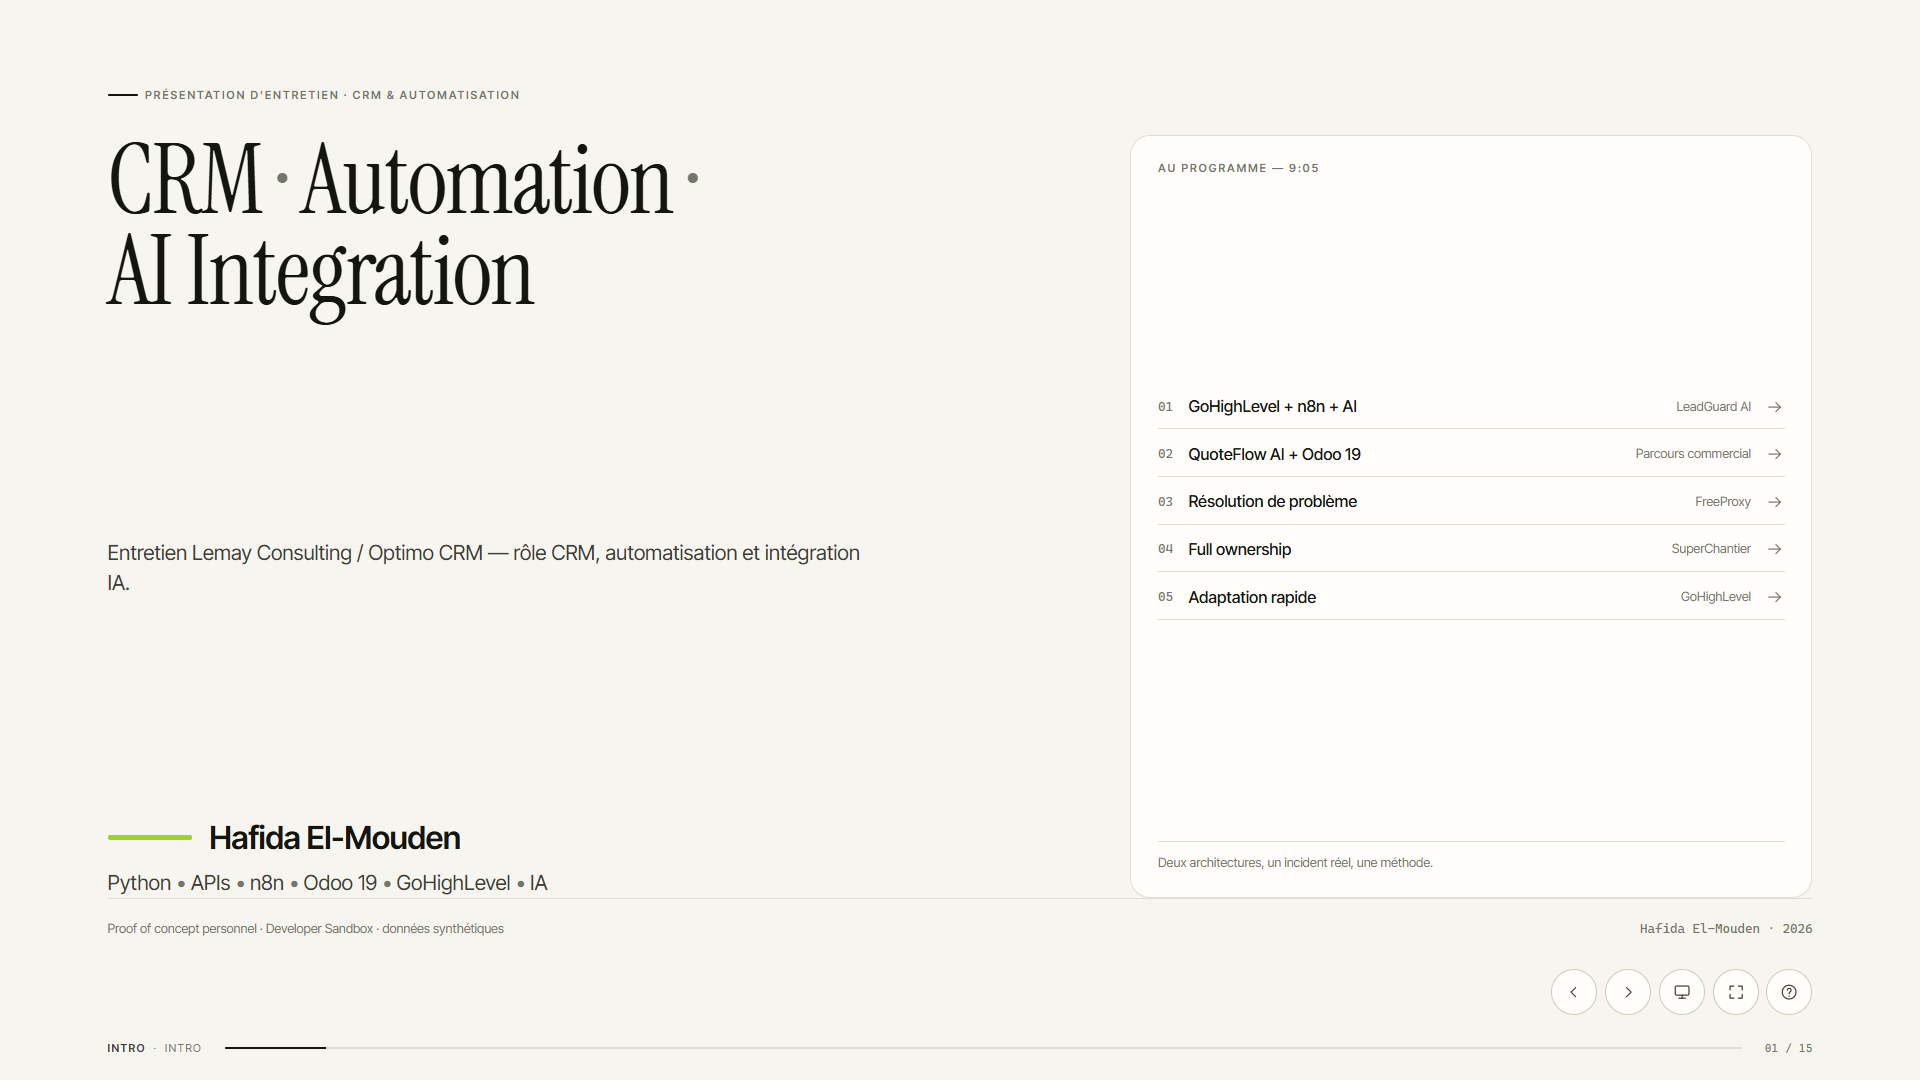 PRÉSENTATION D'ENTRETIEN · CRM & AUTOMATISATION
CRM · Automation ·
AI Integration
Entretien Lemay Consulting / Optimo CRM — rôle CRM, automatisation et intégration
IA.
Hafida El-Mouden
Python • APIs • n8n • Odoo 19 • GoHighLevel • IA
AU PROGRAMME — 9:05
01 GoHighLevel + n8n + AI LeadGuard AI →
02 QuoteFlow AI + Odoo 19 Parcours commercial →
03 Résolution de problème FreeProxy →
04 Full ownership SuperChantier →
05 Adaptation rapide GoHighLevel →
Deux architectures, un incident réel, une méthode.
Proof of concept personnel · Developer Sandbox · données synthétiques
Hafida El-Mouden · 2026
INTRO · INTRO
01 / 15